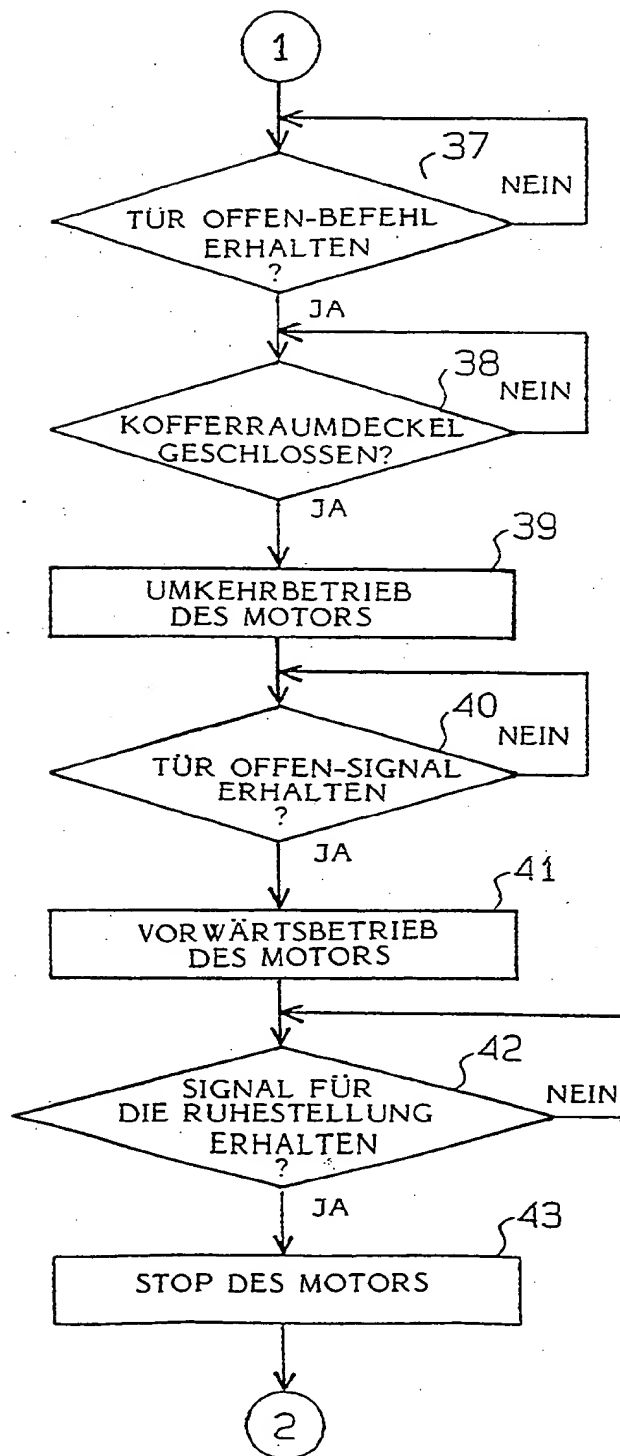 1
37
NEIN
TÜR OFFEN-BEFEHL
ERHALTEN
?
JA
38
NEIN
KOFFERRAUMDECKEL
GESCHLOSSEN?
JA
39
UMKEHRBETRIEB
DES MOTORS
40
NEIN
TÜR OFFEN-SIGNAL
ERHALTEN
?
JA
41
VORWÄRTSBETRIEB
DES MOTORS
42
NEIN
SIGNAL FÜR
DIE RUHESTELLUNG
ERHALTEN
?
JA
43
STOP DES MOTORS
2